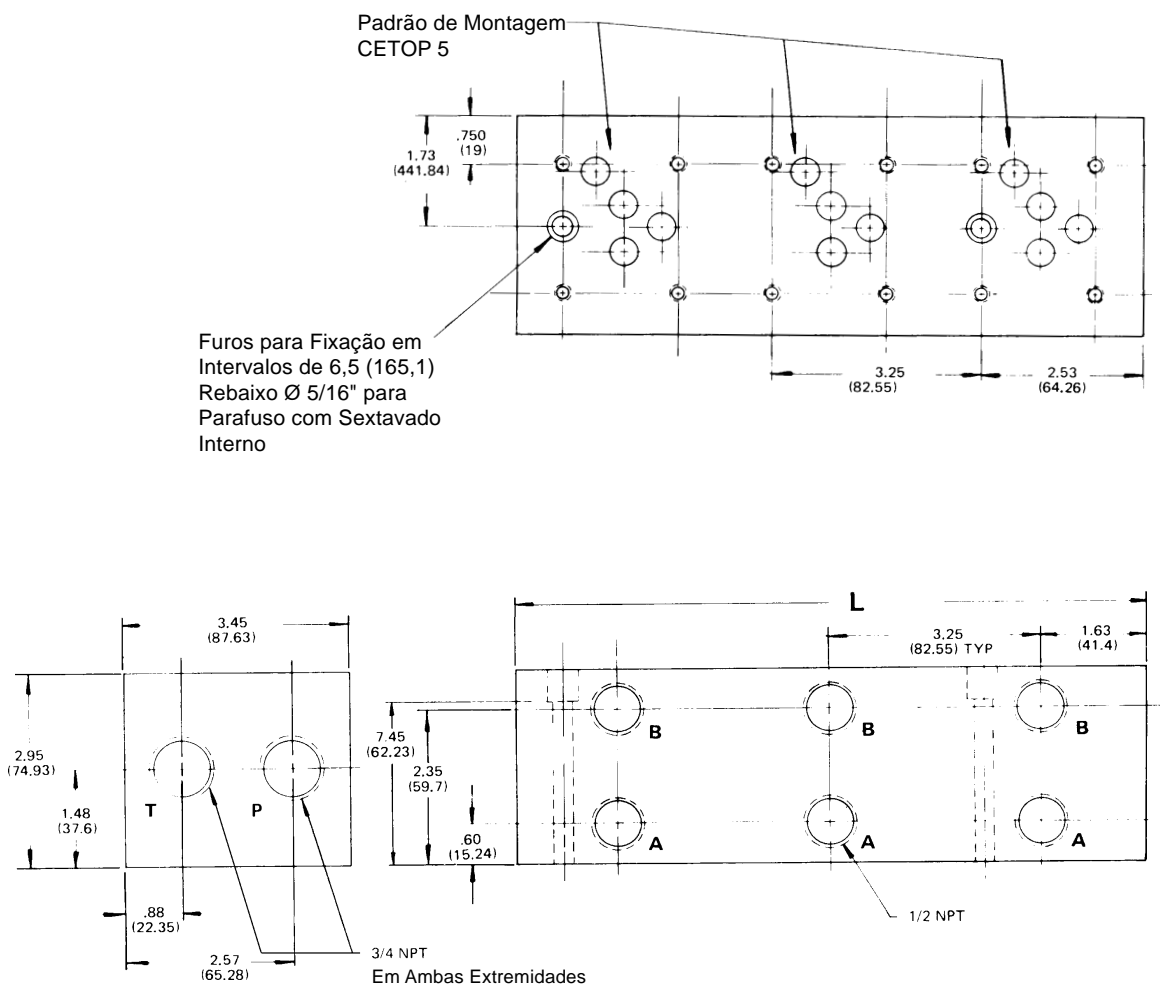 Padrão de Montagem
CETOP 5
.750
(19)
1.73
(441.84)
Furos para Fixação em
Intervalos de 6,5 (165,1)
Rebaixo Ø 5/16" para
Parafuso com Sextavado
Interno
3.25
(82.55)
2.53
(64.26)
3.45
(87.63)
2.95
(74.93)
1.48
(37.6)
T
P
.88
(22.35)
2.57
(65.28)
3/4 NPT
Em Ambas Extremidades
L
3.25
(82.55) TYP
1.63
(41.4)
7.45
(62.23)
2.35
(59.7)
.60
(15.24)
B
B
B
A
A
A
1/2 NPT